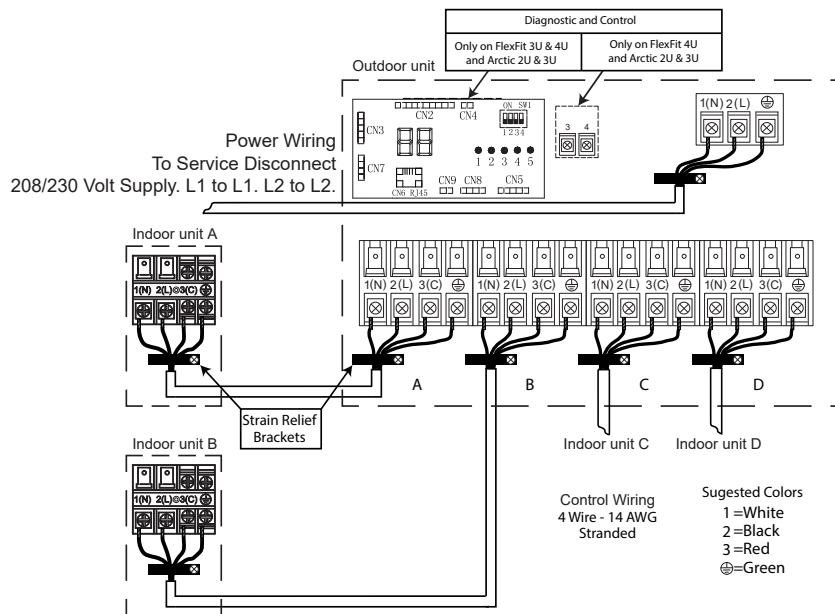 Diagnostic and Control
Only on FlexFit 3U & 4U
and Arctic 2U & 3U
Only on FlexFit 4U
and Arctic 2U & 3U
Outdoor unit
CN2
CN4
ON SW1
1 2 3 4
CN3
CN7
1 2 3 4 5
CN6 RJ45
CN9
CN8
CN5
3 4
1(N) 2(L)
Power Wiring
To Service Disconnect
208/230 Volt Supply. L1 to L1. L2 to L2.
Indoor unit A
1(N) 2(L) 3(C)
1(N) 2(L) 3(C)
1(N) 2(L) 3(C)
1(N) 2(L) 3(C)
1(N) 2(L) 3(C)
A
B
C
D
Strain Relief
Brackets
Indoor unit B
1(N) 2(L) 3(C)
Indoor unit C
Indoor unit D
Control Wiring
4 Wire - 14 AWG
Stranded
Sugested Colors
1 =White
2 =Black
3 =Red
⏚=Green